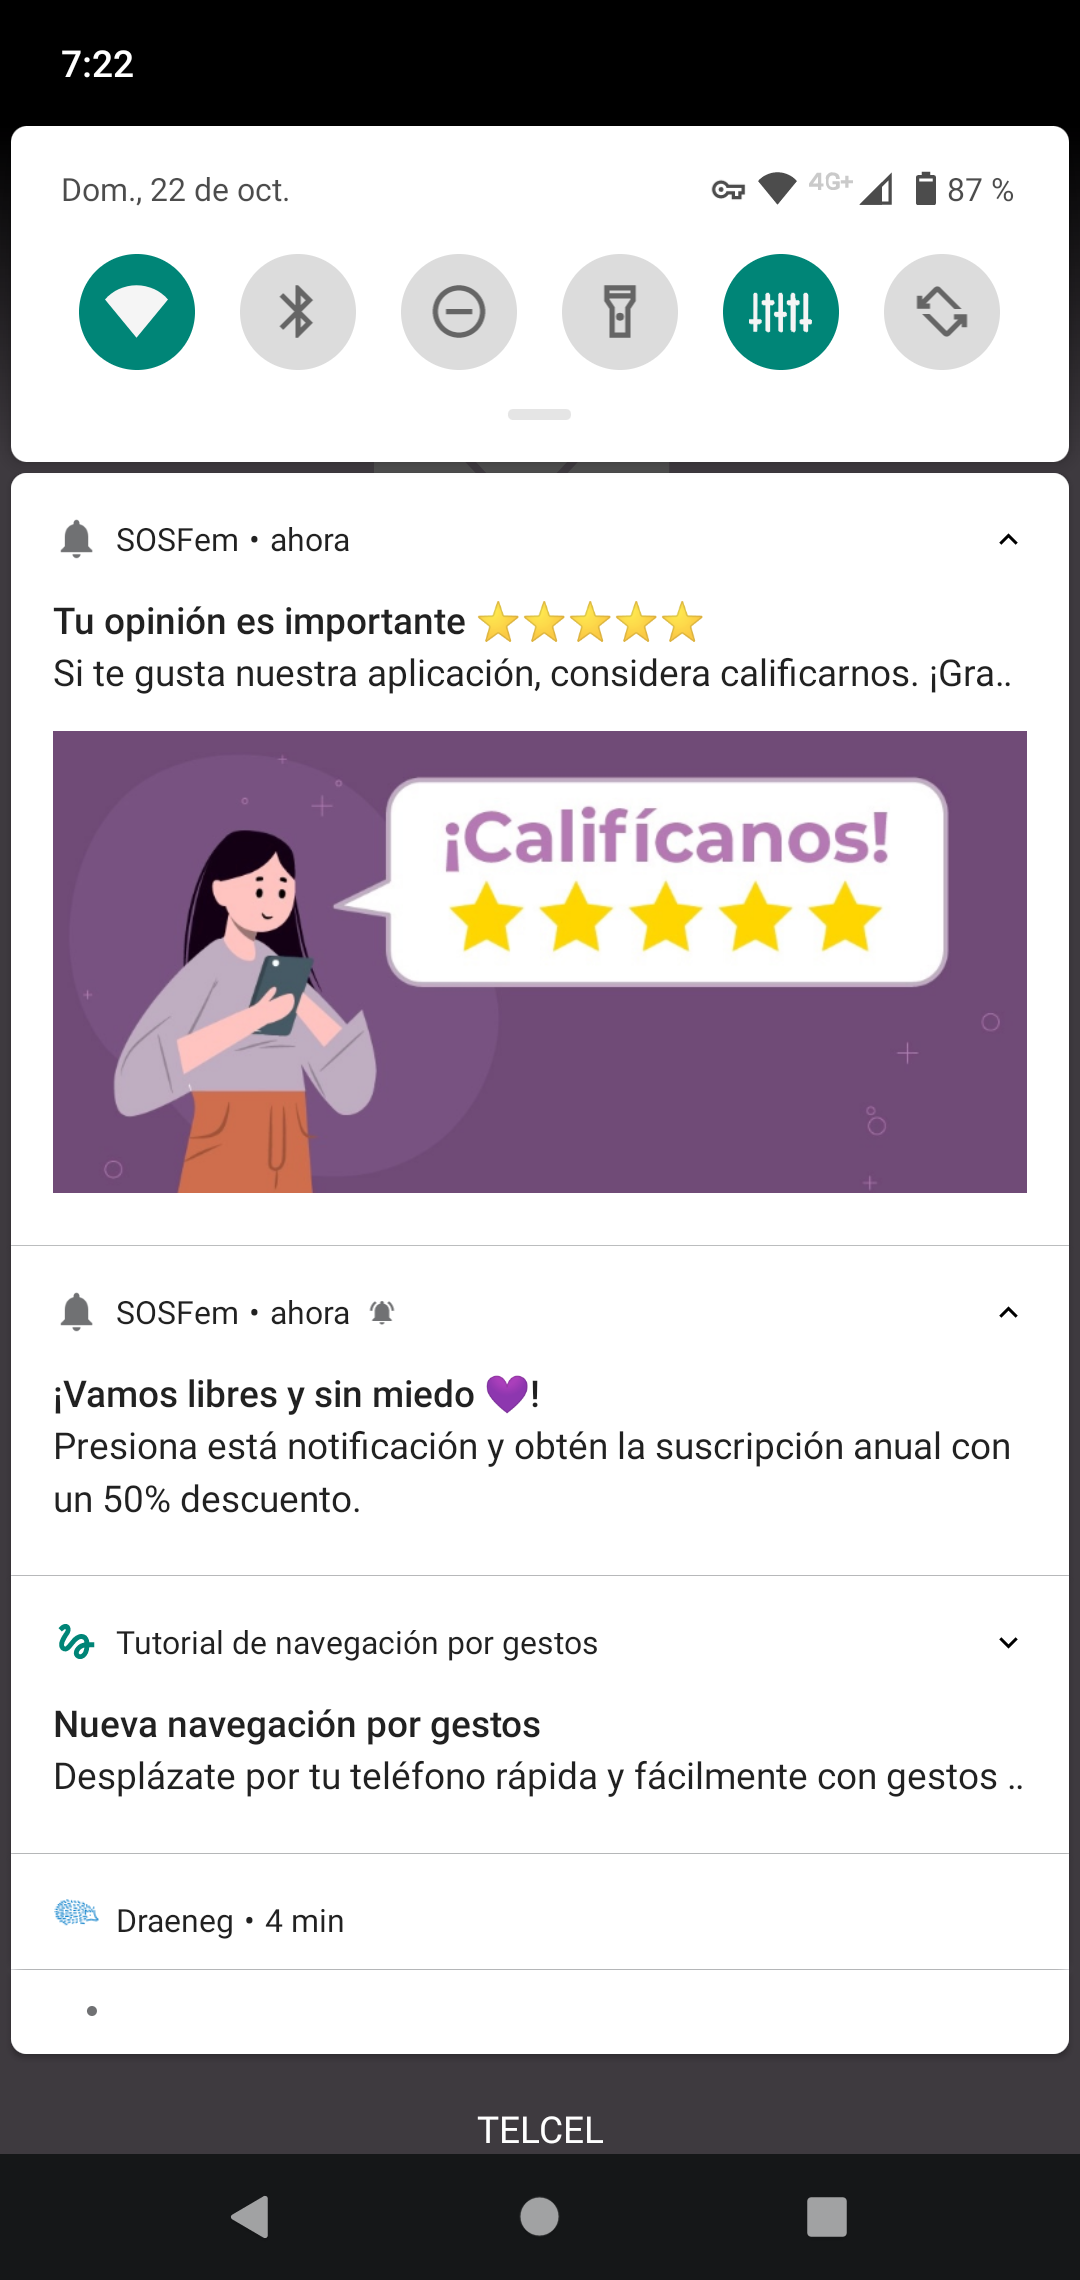 7:22
Dom., 22 de oct.
4G+
87 %
SOSFem • ahora
Tu opinión es importante ⭐⭐⭐⭐⭐
Si te gusta nuestra aplicación, considera calificarnos. ¡Gra..
¡Califícanos!
SOSFem • ahora
¡Vamos libres y sin miedo 💜!
Presiona está notificación y obtén la suscripción anual con
un 50% descuento.
Tutorial de navegación por gestos
Nueva navegación por gestos
Desplázate por tu teléfono rápida y fácilmente con gestos ..
Draeneg • 4 min
TELCEL